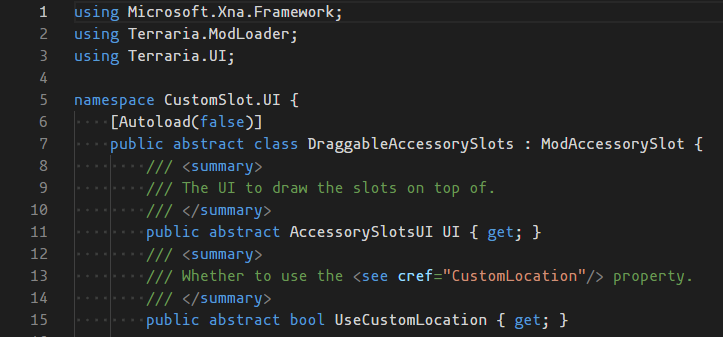 1 using Microsoft.Xna.Framework;
2 using Terraria.ModLoader;
3 using Terraria.UI;
4
5 namespace CustomSlot.UI {
6 [Autoload(false)]
7 public abstract class DraggableAccessorySlots : ModAccessorySlot {
8 /// <summary>
9 /// The UI to draw the slots on top of.
10 /// </summary>
11 public abstract AccessorySlotsUI UI { get; }
12 /// <summary>
13 /// Whether to use the <see cref="CustomLocation"/> property.
14 /// </summary>
15 public abstract bool UseCustomLocation { get; }